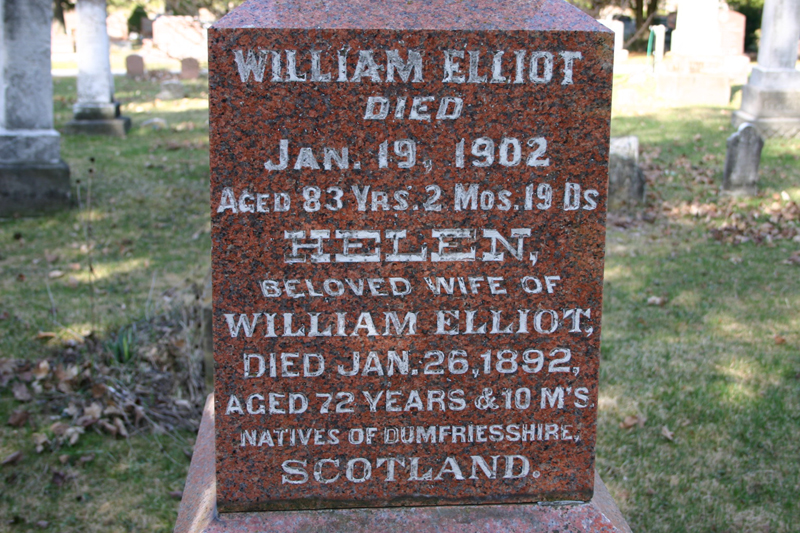 WILLIAM ELLIOT
DIED
JAN. 19, 1902
AGED 83 YRS. 2 MOS. 19 DS
HELEN,
BELOVED WIFE OF
WILLIAM ELLIOT,
DIED JAN. 26, 1892,
AGED 72 YEARS & 10 M'S
NATIVES OF DUMFRIESSHIRE,
SCOTLAND.